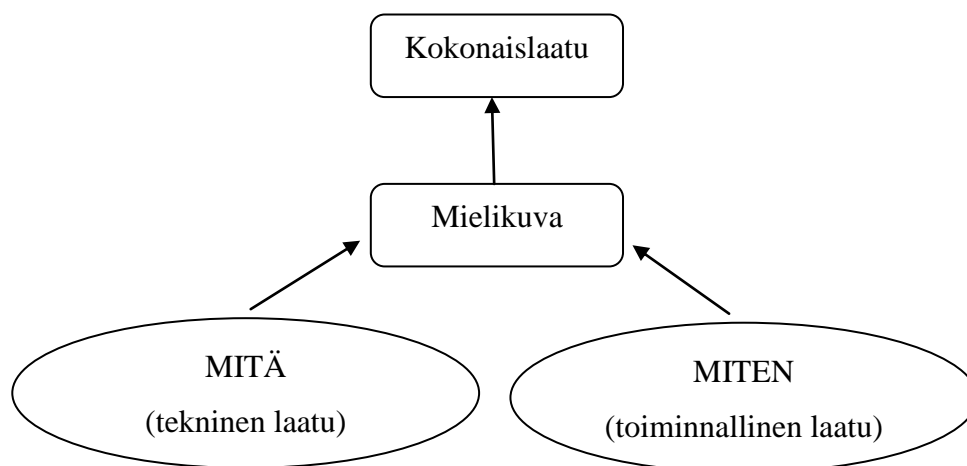 Kokonaislaatu
Mielikuva
MITÄ
(tekninen laatu)
MITEN
(toiminnallinen laatu)